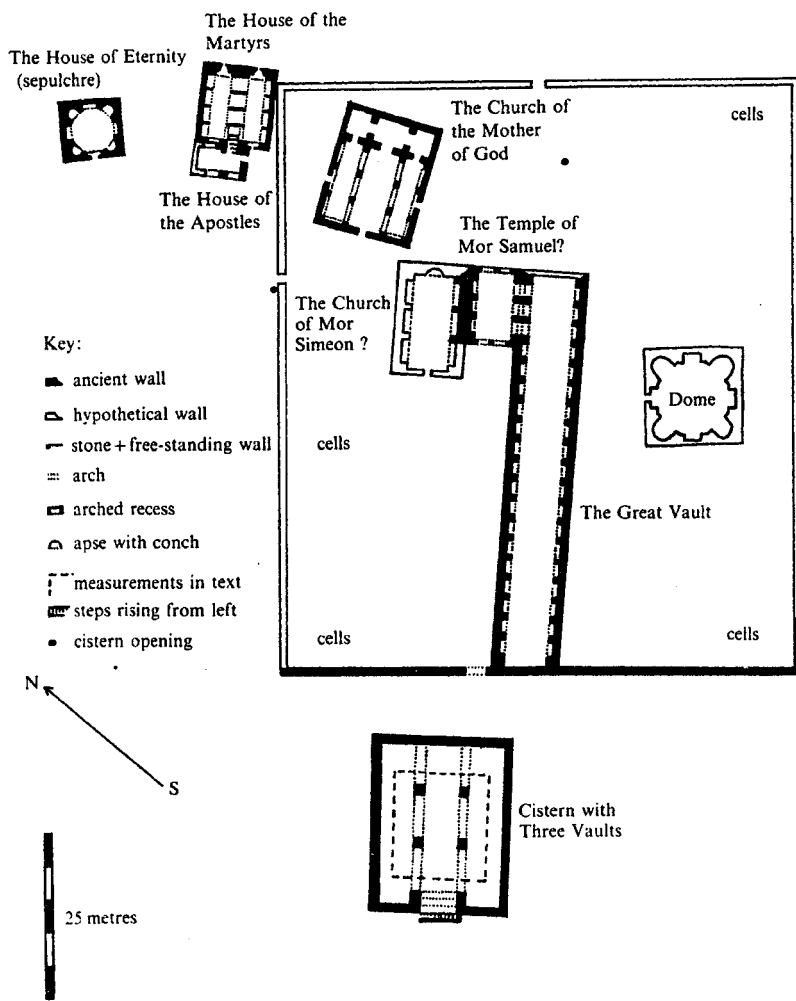 The House of the
Martyrs
The House of Eternity
(sepulchre)
The Church of
the Mother
of God
cells
The House of
the Apostles
The Temple of
Mor Samuel?
The Church
of Mor
Simeon ?
Key:
ancient wall
hypothetical wall
stone + free-standing wall
arch
arched recess
apse with conch
measurements in text
steps rising from left
cistern opening
Dome
cells
The Great Vault
cells
cells
N
S
Cistern with
Three Vaults
25 metres